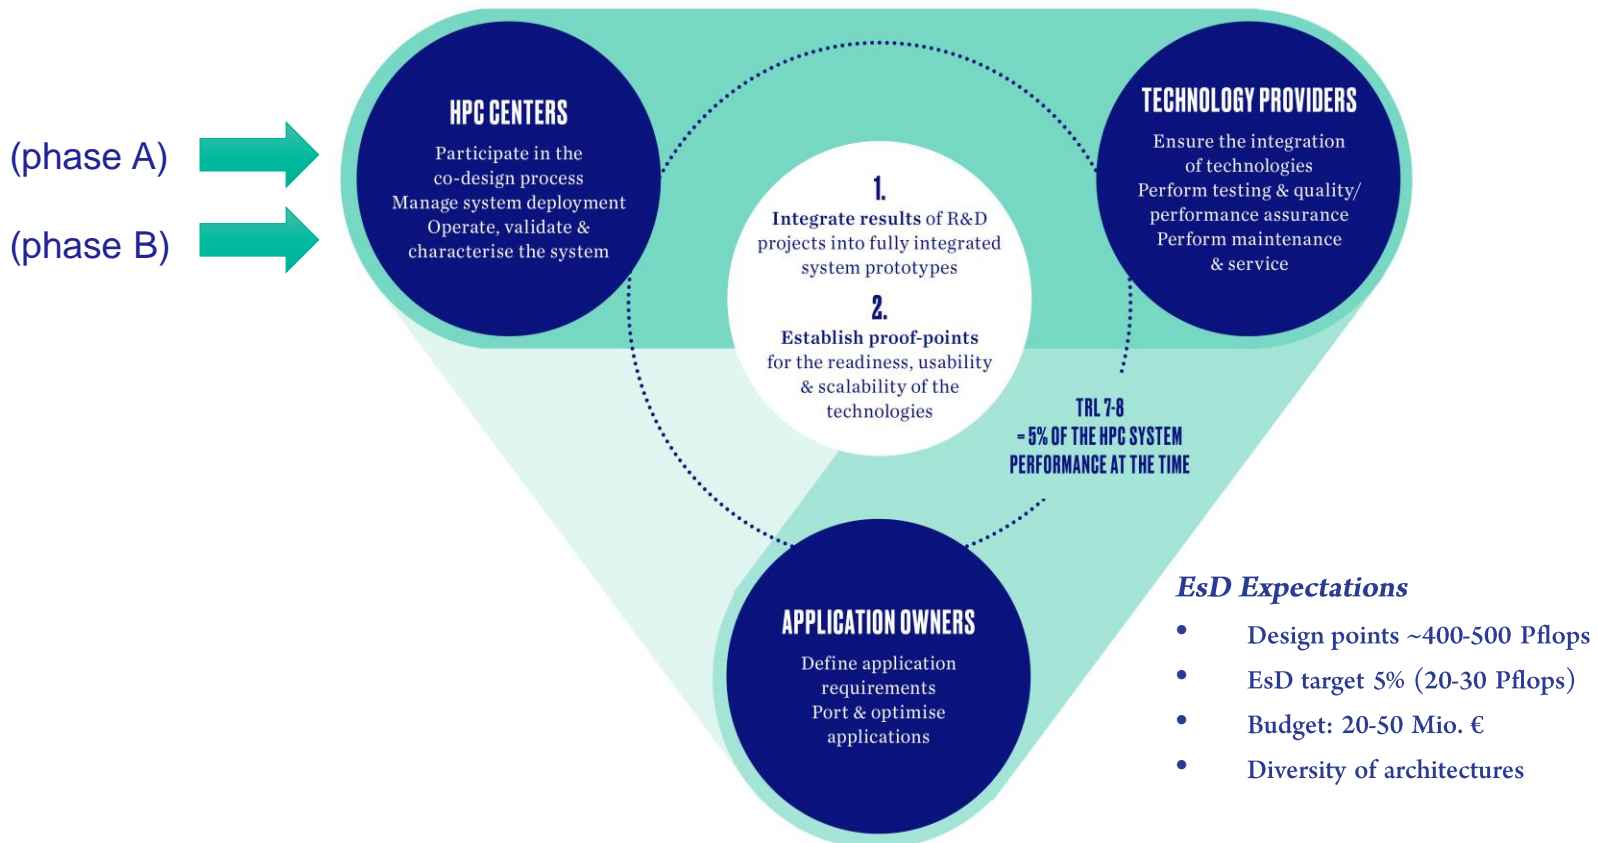 (phase A)
(phase B)
HPC CENTERS
Participate in the
co-design process
Manage system deployment
Operate, validate &
characterise the system
1.
Integrate results of R&D
projects into fully integrated
system prototypes
2.
Establish proof-points
for the readiness, usability
& scalability of the
technologies
TECHNOLOGY PROVIDERS
Ensure the integration
of technologies
Perform testing & quality/
performance assurance
Perform maintenance
& service
TRL 7-8
= 5% OF THE HPC SYSTEM
PERFORMANCE AT THE TIME
APPLICATION OWNERS
Define application
requirements
Port & optimise
applications
EsD Expectations
• Design points ~400-500 Pflops
• EsD target 5% (20-30 Pflops)
• Budget: 20-50 Mio. €
• Diversity of architectures